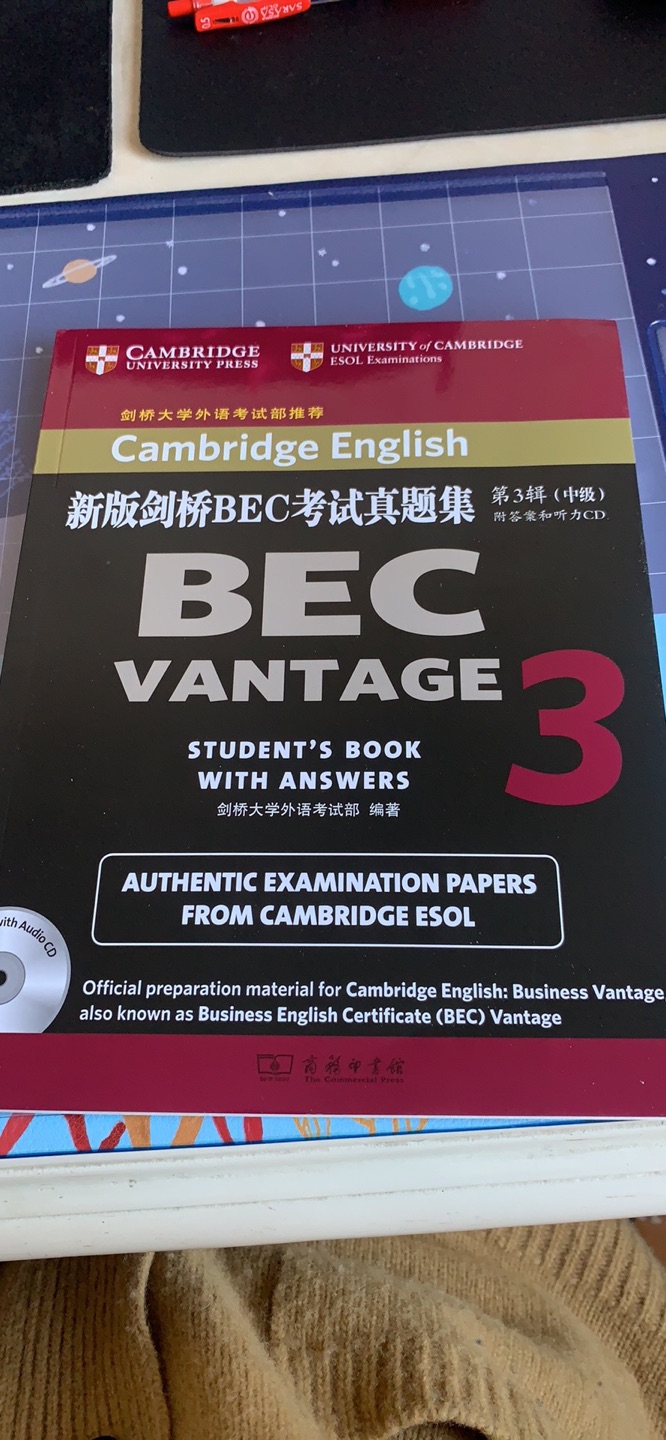 SARASA
0.5
CAMBRIDGE
UNIVERSITY PRESS
UNIVERSITY of CAMBRIDGE
ESOL Examinations
剑桥大学外语考试部推荐
Cambridge English
新版剑桥BEC考试真题集 第3辑（中级）
附答案和听力CD
BEC
VANTAGE 3
STUDENT'S BOOK
WITH ANSWERS
剑桥大学外语考试部 编著
AUTHENTIC EXAMINATION PAPERS
FROM CAMBRIDGE ESOL
with Audio CD
Official preparation material for Cambridge English: Business Vantage
also known as Business English Certificate (BEC) Vantage
商務印書館
The Commercial Press